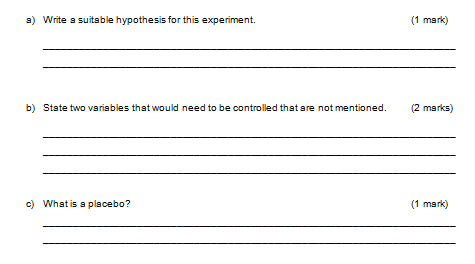 a) Write a suitable hypothesis for this experiment. (1 mark)
b) State two variables that would need to be controlled that are not mentioned. (2 marks)
c) What is a placebo? (1 mark)